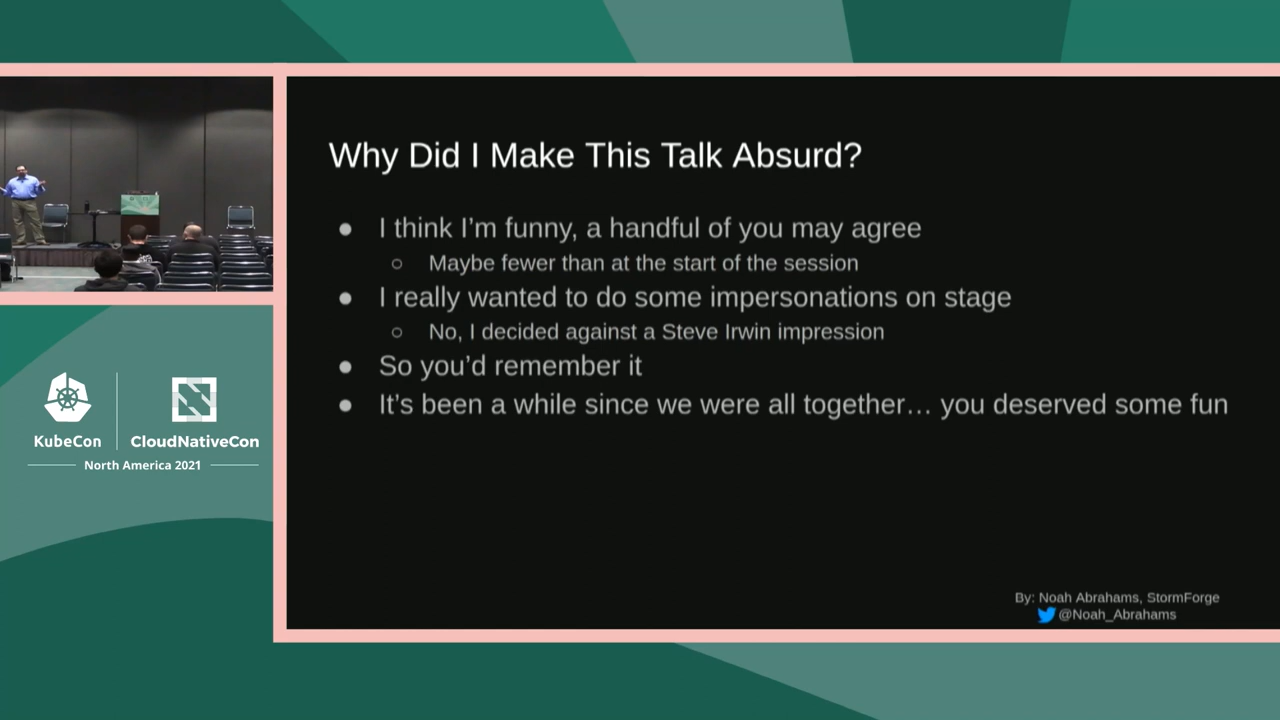 Why Did I Make This Talk Absurd?
● I think I’m funny, a handful of you may agree
○ Maybe fewer than at the start of the session
● I really wanted to do some impersonations on stage
○ No, I decided against a Steve Irwin impression
● So you’d remember it
● It’s been a while since we were all together… you deserved some fun
By: Noah Abrahams, StormForge
@Noah_Abrahams
KubeCon
CloudNativeCon
North America 2021